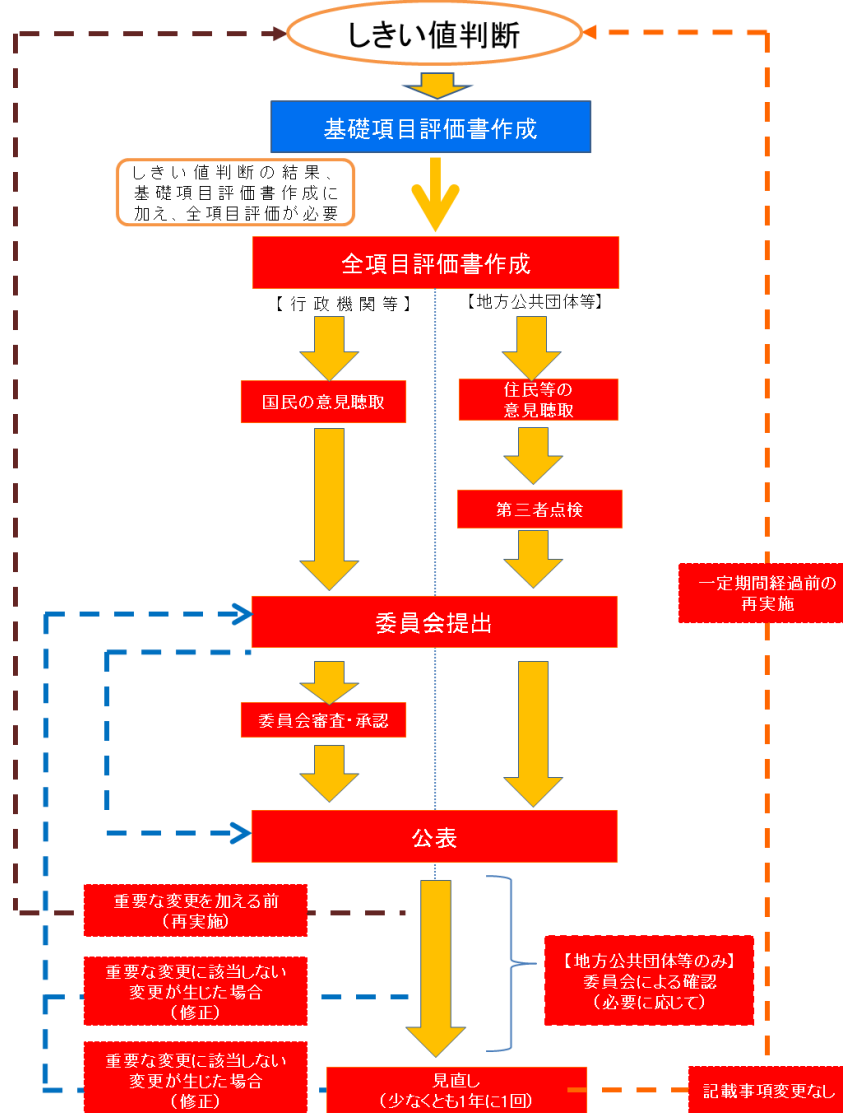 しきい値判断
基礎項目評価書作成
しきい値判断の結果、
基礎項目評価書作成に
加え、全項目評価が必要
全項目評価書作成
【行政機関等】
【地方公共団体等】
国民の意見聴取
住民等の
意見聴取
第三者点検
一定期間経過前の
再実施
委員会提出
委員会審査・承認
公表
重要な変更を加える前
（再実施）
【地方公共団体等のみ】
委員会による確認
（必要に応じて）
重要な変更に該当しない
変更が生じた場合
（修正）
重要な変更に該当しない
変更が生じた場合
（修正）
見直し
（少なくとも1年に1回）
記載事項変更なし